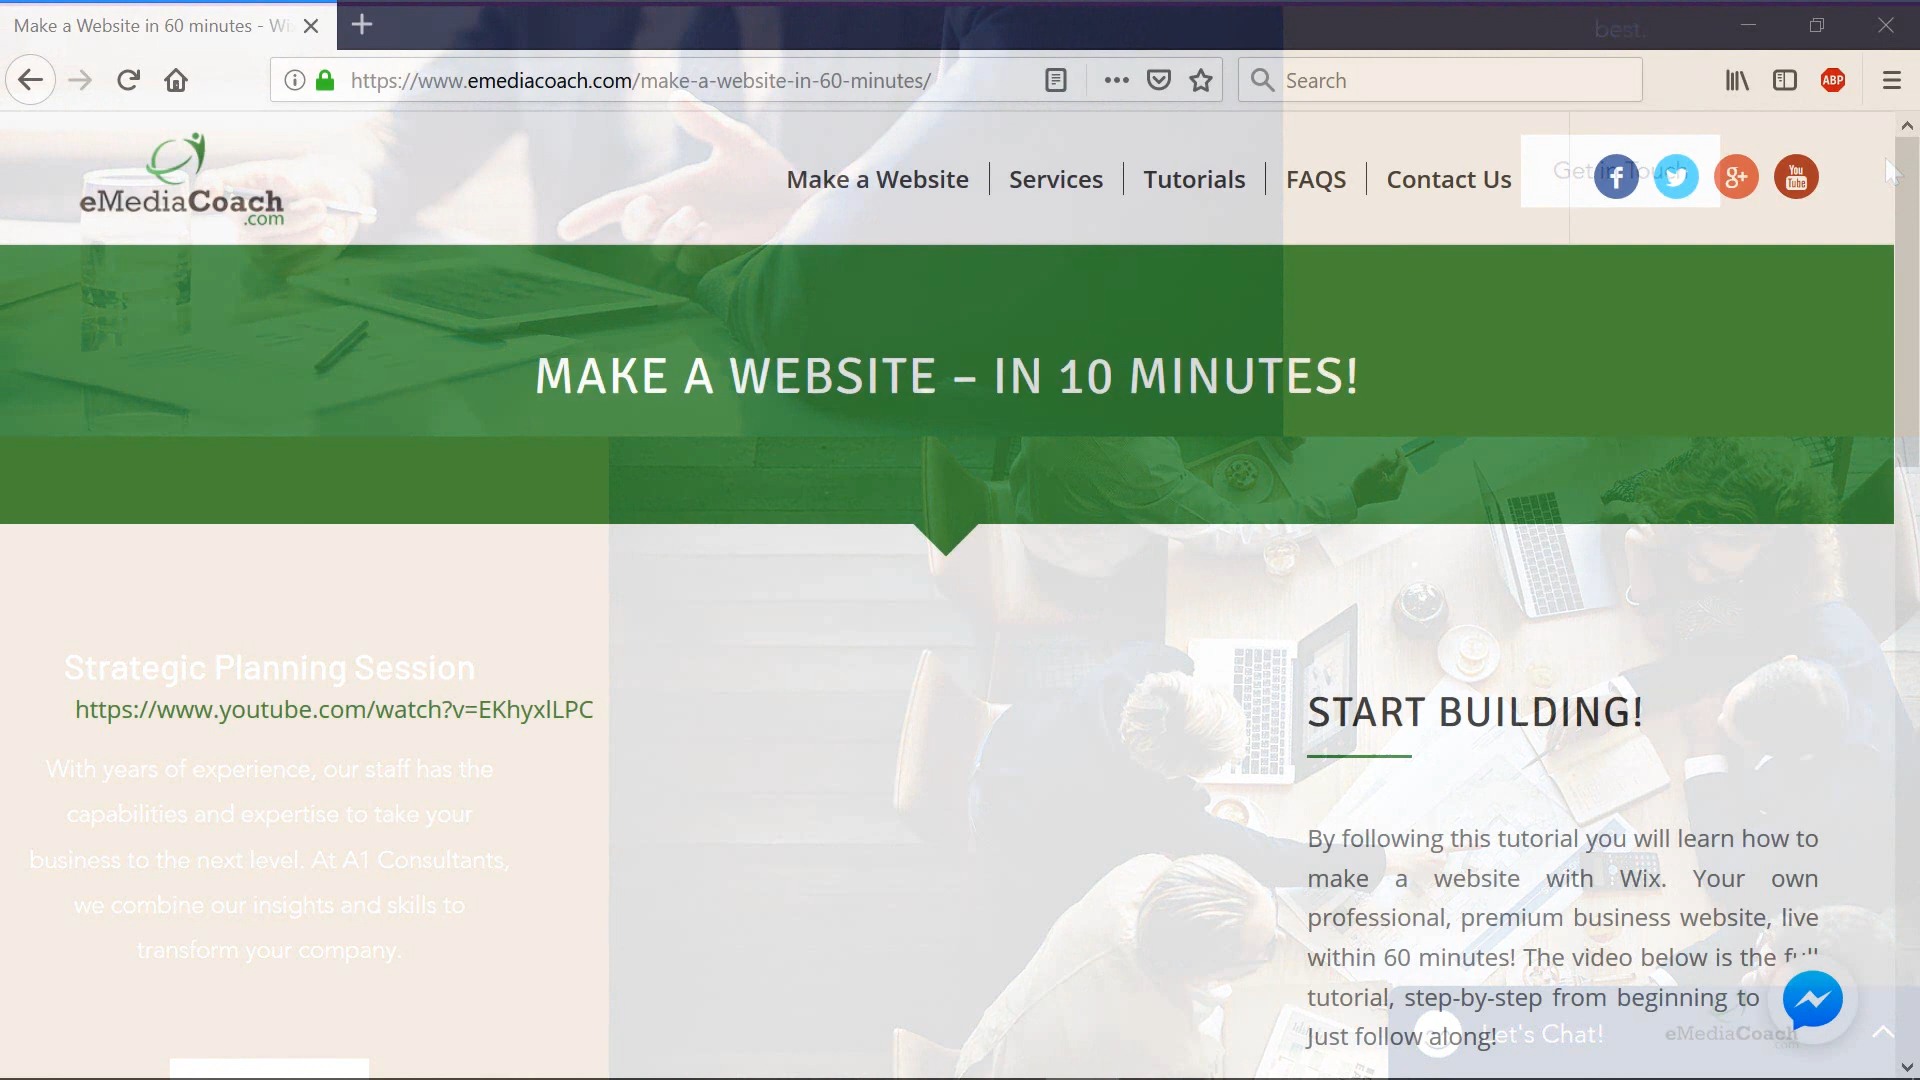 Make a Website in 60 minutes - Wi
best.
https://www.emediacoach.com/make-a-website-in-60-minutes/
Search
ABP
eMediaCoach
.com
Make a Website
Services
Tutorials
FAQS
Contact Us
Get in Touch
g+
You
Tube
MAKE A WEBSITE – IN 10 MINUTES!
Strategic Planning Session
https://www.youtube.com/watch?v=EKhyxlLPC
With years of experience, our staff has the
capabilities and expertise to take your
business to the next level. At A1 Consultants,
we combine our insights and skills to
transform your company.
START BUILDING!
By following this tutorial you will learn how to
make a website with Wix. Your own
professional, premium business website, live
within 60 minutes! The video below is the full
tutorial, step-by-step from beginning to
Just follow along!
Let's Chat!
eMediaCoach
.com